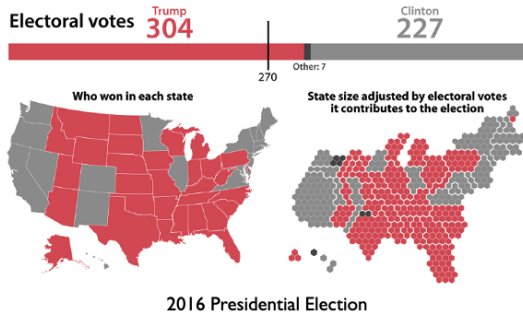 Electoral votes
Trump
304
Clinton
227
Other: 7
270
Who won in each state
State size adjusted by electoral votes
it contributes to the election
2016 Presidential Election